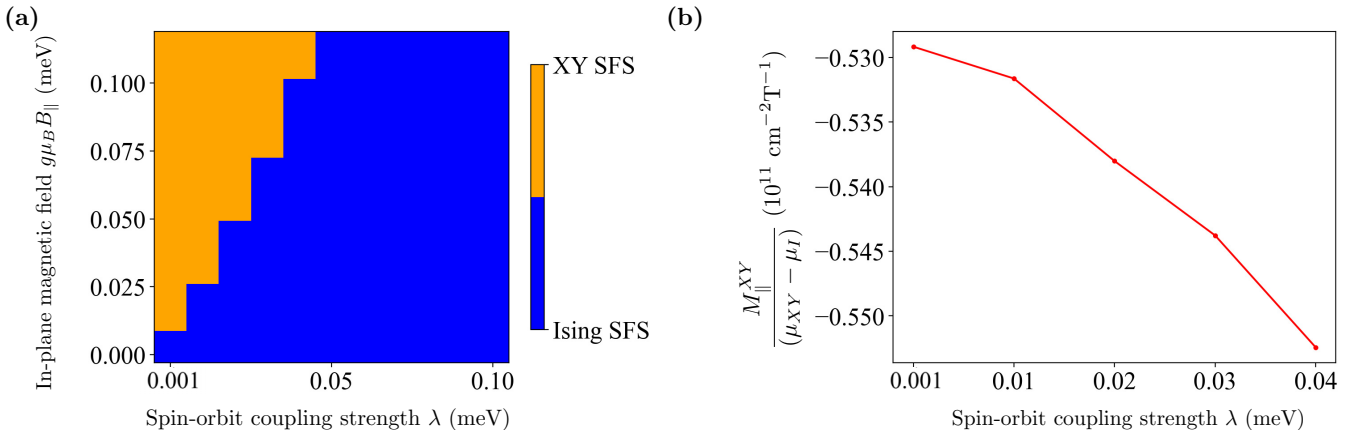 (a)
In-plane magnetic field gμ_B B_∥ (meV)
0.100
0.075
0.050
0.025
0.000
0.001 0.05 0.10
Spin-orbit coupling strength λ (meV)
XY SFS
Ising SFS
(b)
M_∥^{XY} / (μ_{XY} − μ_I) (10^{11} cm^{−2}T^{−1})
−0.530
−0.535
−0.540
−0.545
−0.550
0.001 0.01 0.02 0.03 0.04
Spin-orbit coupling strength λ (meV)